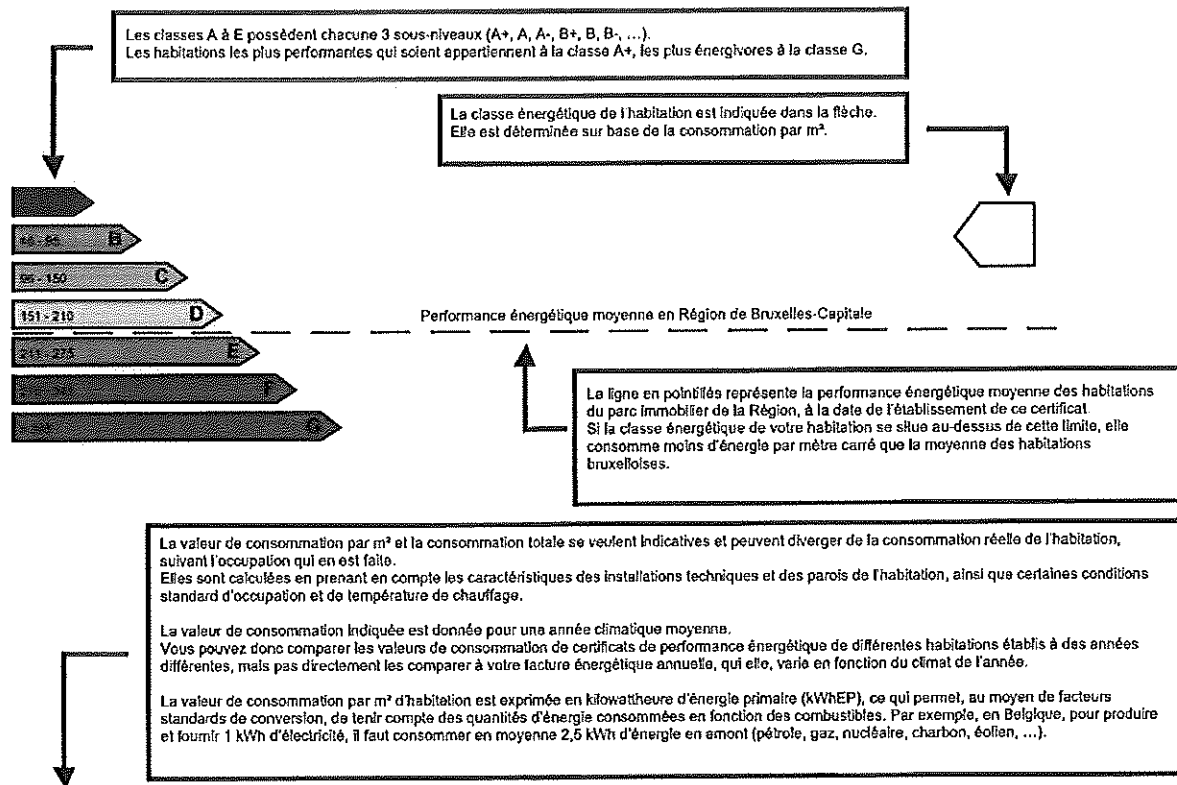 Les classes A à E possèdent chacune 3 sous-niveaux (A+, A, A-, B+, B, B-, ...).
Les habitations les plus performantes qui soient appartiennent à la classe A+, les plus énergivores à la classe G.
La classe énergétique de l'habitation est indiquée dans la flèche.
Elle est déterminée sur base de la consommation par m².
B
96 - 150 C
151 - 210 D
Performance énergétique moyenne en Région de Bruxelles-Capitale
211 - 275 E
F
G
La ligne en pointillés représente la performance énergétique moyenne des habitations
du parc immobilier de la Région, à la date de l'établissement de ce certificat.
Si la classe énergétique de votre habitation se situe au-dessus de cette limite, elle
consomme moins d'énergie par mètre carré que la moyenne des habitations
bruxelloises.
La valeur de consommation par m² et la consommation totale se veulent indicatives et peuvent diverger de la consommation réelle de l'habitation,
suivant l'occupation qui en est faite.
Elles sont calculées en prenant en compte les caractéristiques des installations techniques et des parois de l'habitation, ainsi que certaines conditions
standard d'occupation et de température de chauffage.
La valeur de consommation indiquée est donnée pour une année climatique moyenne.
Vous pouvez donc comparer les valeurs de consommation de certificats de performance énergétique de différentes habitations établis à des années
différentes, mais pas directement les comparer à votre facture énergétique annuelle, qui elle, varie en fonction du climat de l'année.
La valeur de consommation par m² d'habitation est exprimée en kilowattheure d'énergie primaire (kWhEP), ce qui permet, au moyen de facteurs
standards de conversion, de tenir compte des quantités d'énergie consommées en fonction des combustibles. Par exemple, en Belgique, pour produire
et fournir 1 kWh d'électricité, il faut consommer en moyenne 2,5 kWh d'énergie en amont (pétrole, gaz, nucléaire, charbon, éolien, ...).